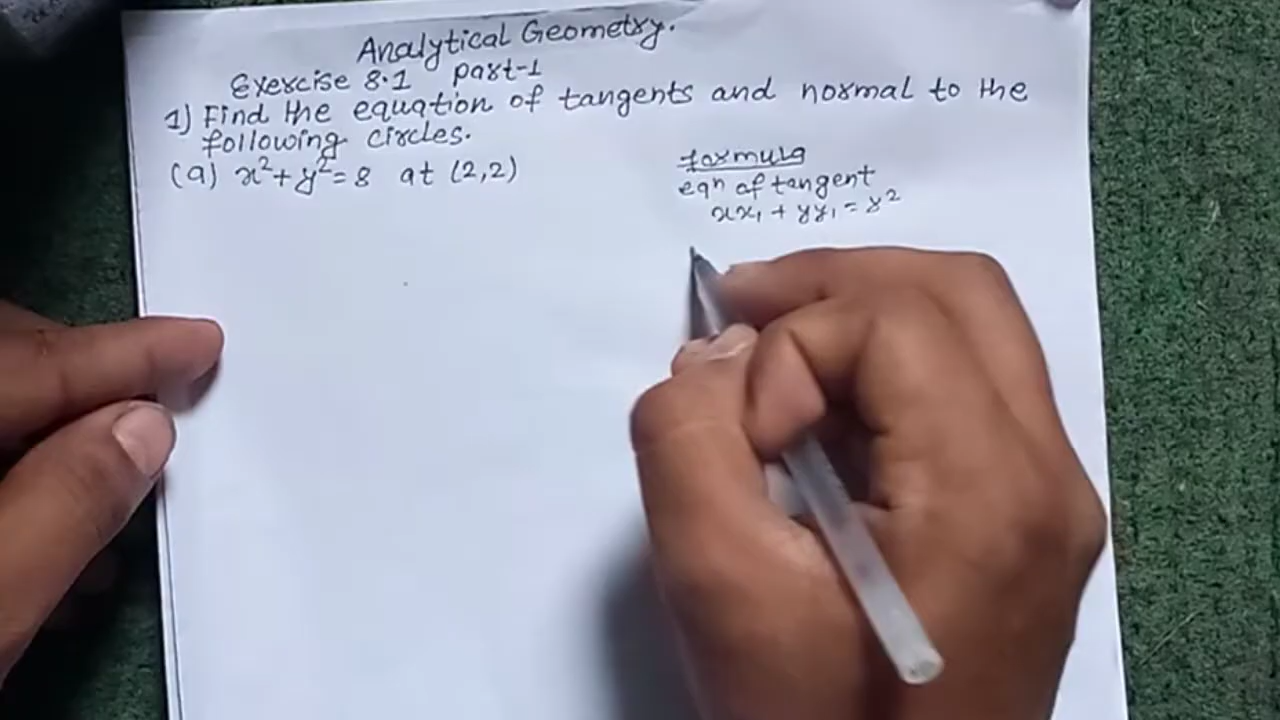 Analytical Geometry.
Exercise 8.1 part-1
1) Find the equation of tangents and normal to the
following circles.
(a) x²+y²=8 at (2,2)
formula
eqⁿ of tangent
xx₁ + yy₁ = r²